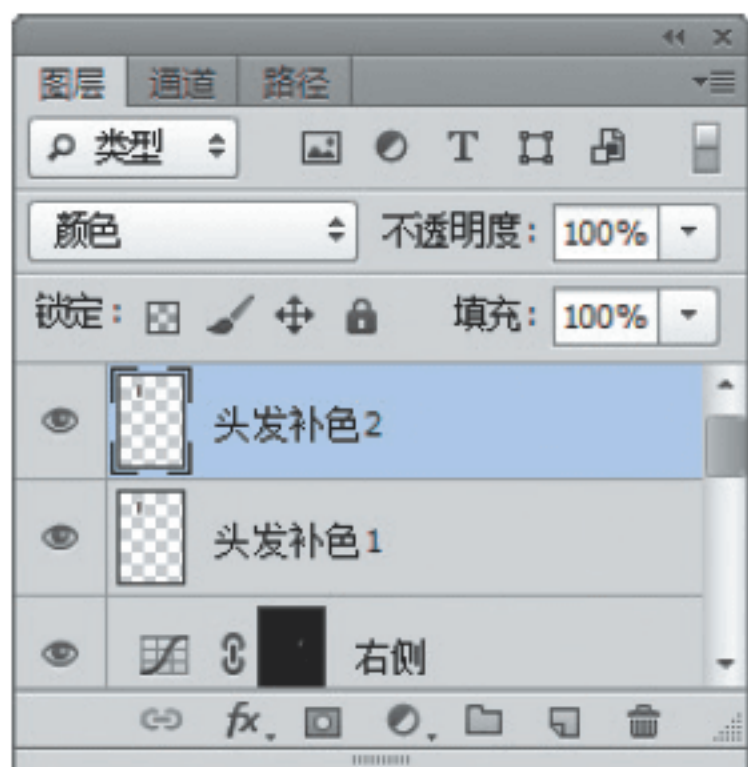 图层 通道 路径
类型 T
颜色 不透明度: 100%
锁定: 填充: 100%
头发补色2
头发补色1
右侧
fx